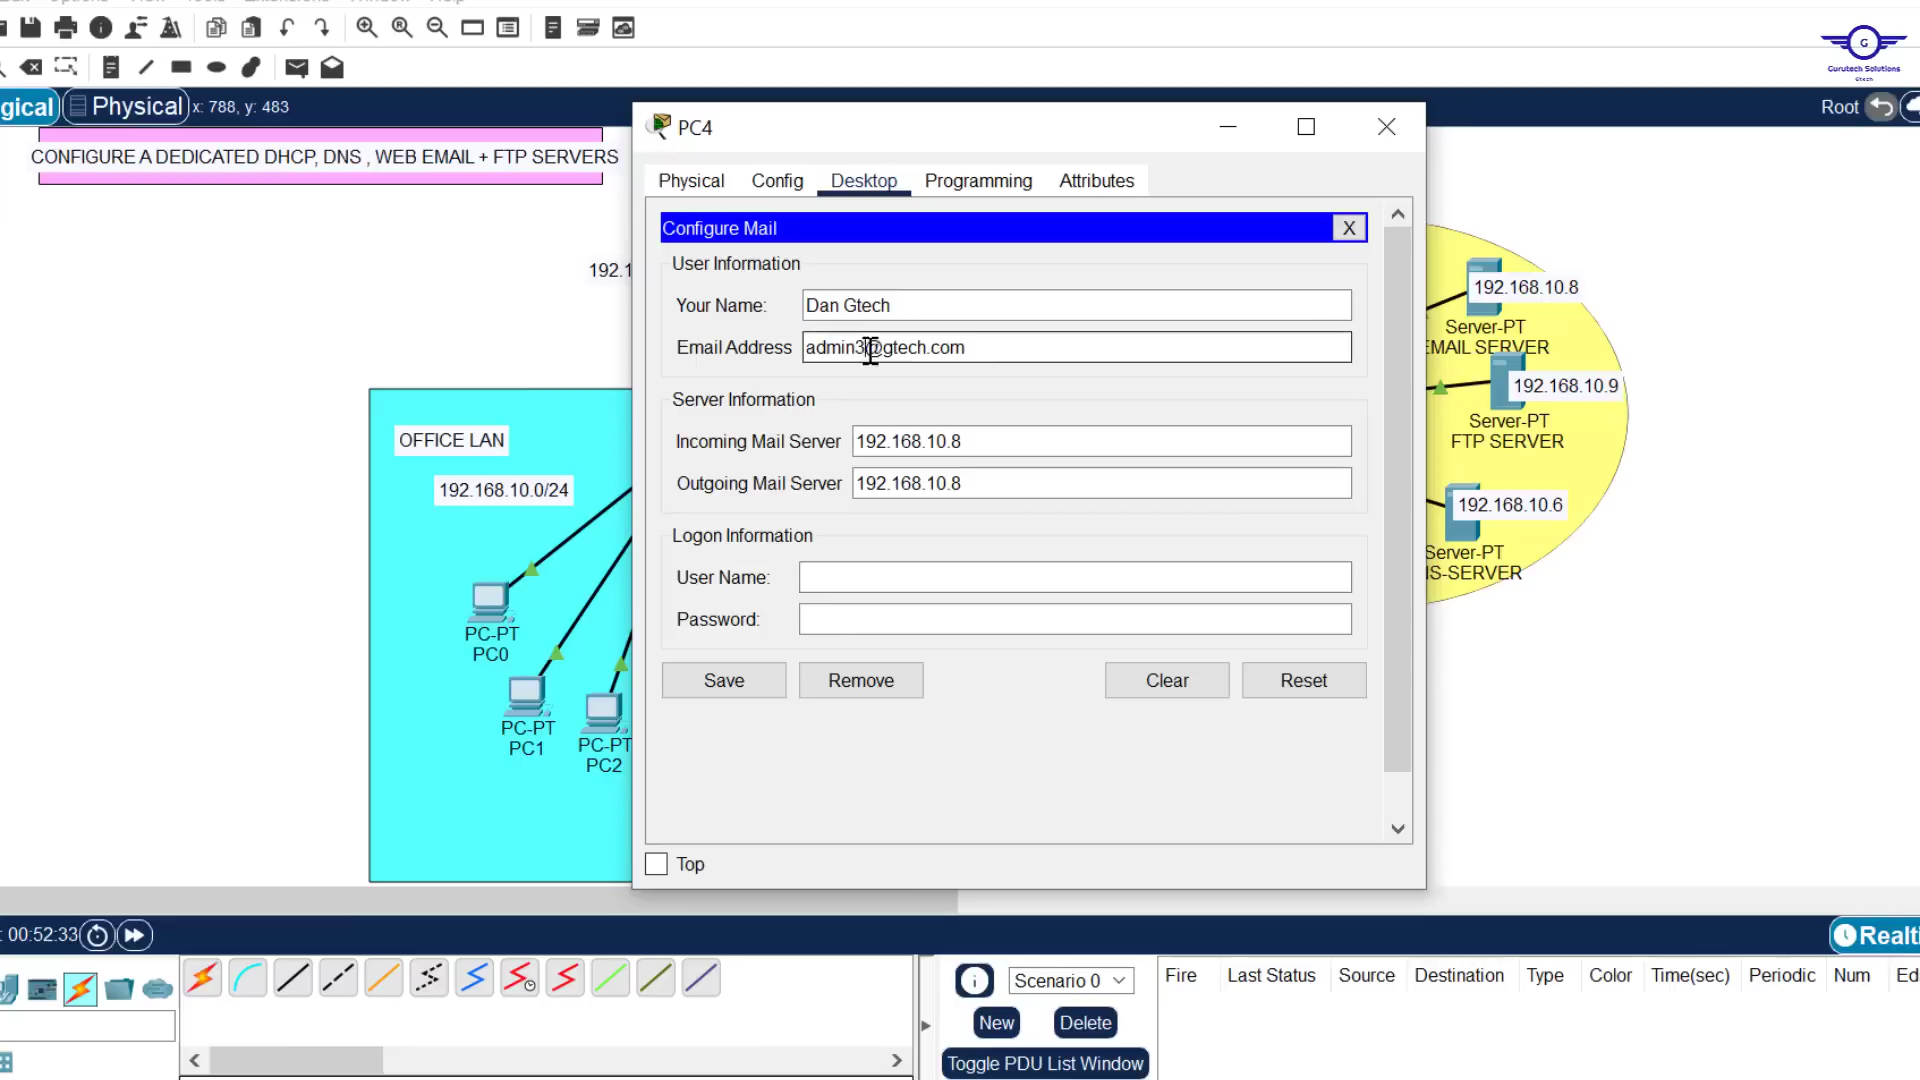 Gurutech Solutions
Gtech
gical
Physical
x: 788, y: 483
Root
CONFIGURE A DEDICATED DHCP, DNS , WEB EMAIL + FTP SERVERS
192.1
OFFICE LAN
192.168.10.0/24
PC-PT
PC0
PC-PT
PC1
PC-PT
PC2
PC4
Physical
Config
Desktop
Programming
Attributes
Configure Mail
X
User Information
Your Name:
Dan Gtech
Email Address
admin3@gtech.com
Server Information
Incoming Mail Server
192.168.10.8
Outgoing Mail Server
192.168.10.8
Logon Information
User Name:
Password:
Save
Remove
Clear
Reset
Top
192.168.10.8
Server-PT
EMAIL SERVER
192.168.10.9
Server-PT
FTP SERVER
192.168.10.6
Server-PT
IS-SERVER
: 00:52:33
Realti
Scenario 0
New
Delete
Toggle PDU List Window
Fire
Last Status
Source
Destination
Type
Color
Time(sec)
Periodic
Num
Ed